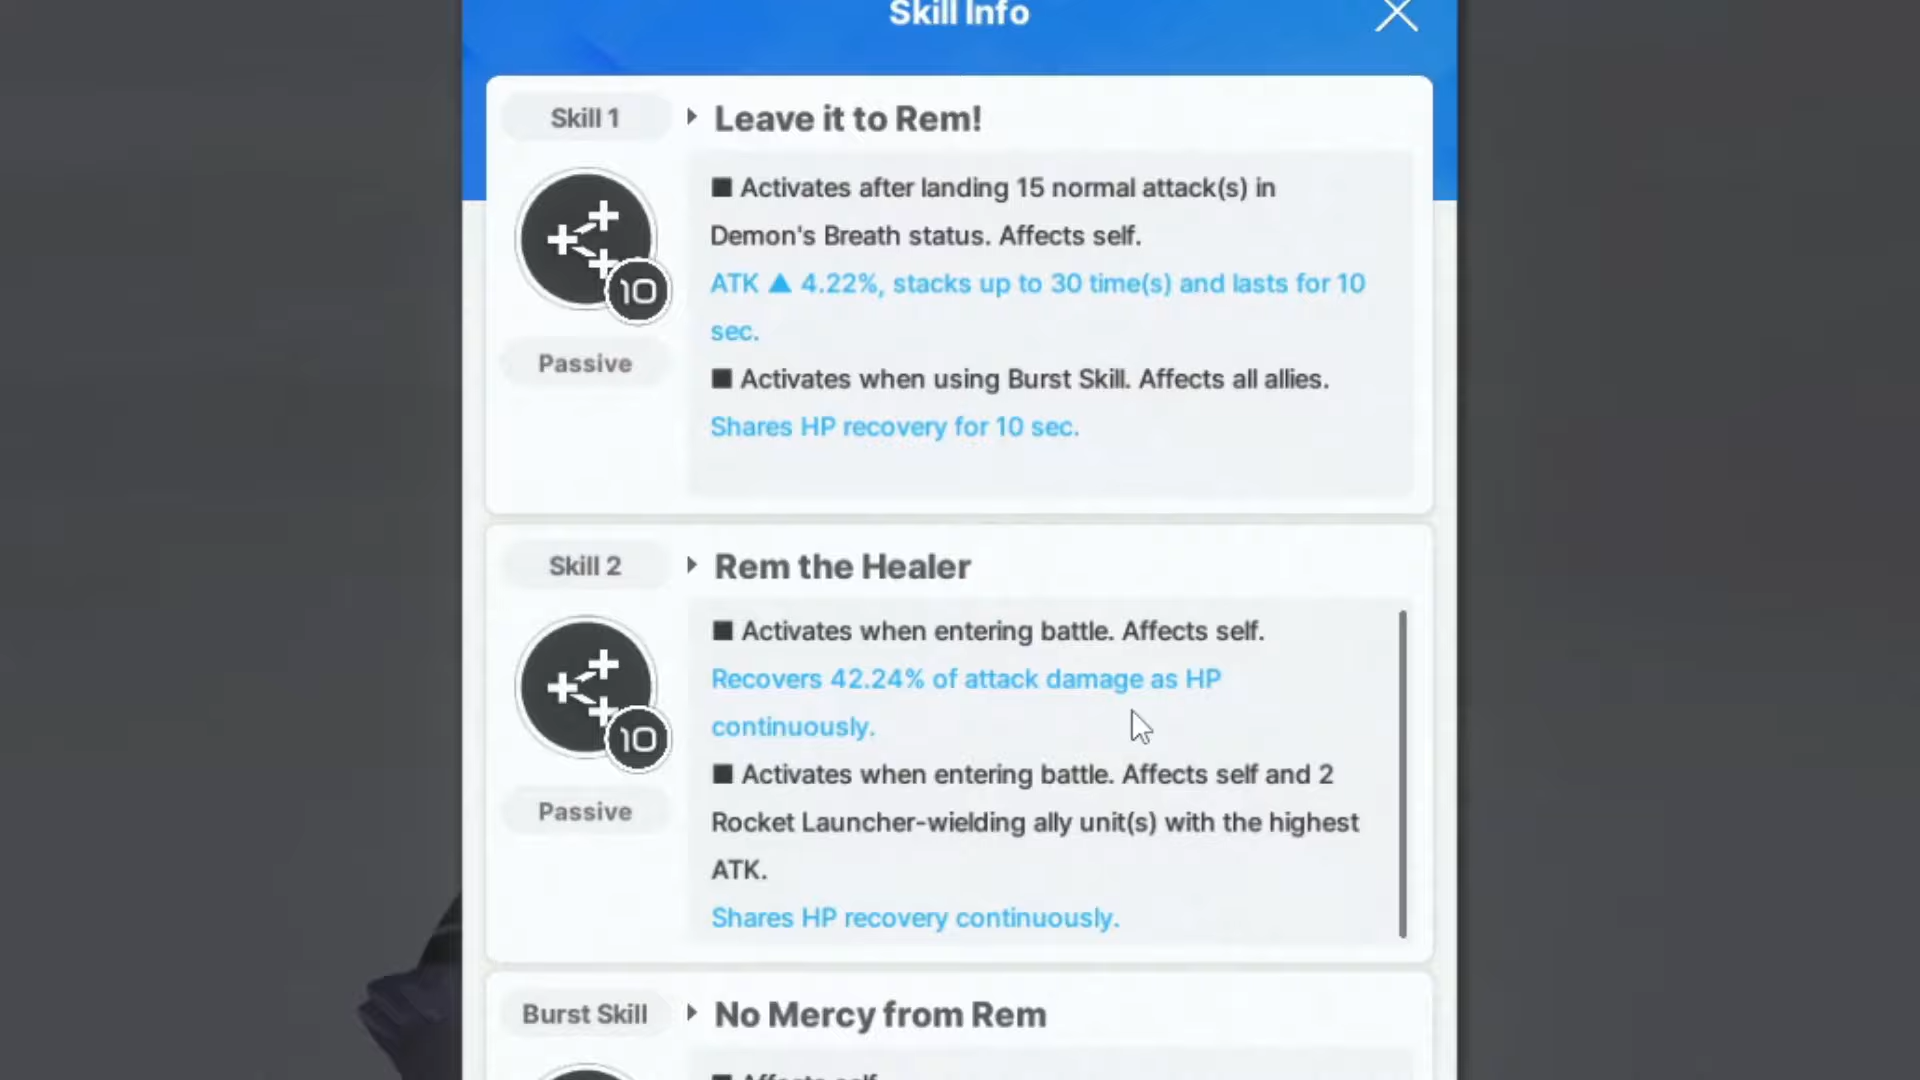 Skill Info
Skill 1
Leave it to Rem!
■ Activates after landing 15 normal attack(s) in
Demon's Breath status. Affects self.
ATK ▲ 4.22%, stacks up to 30 time(s) and lasts for 10
sec.
■ Activates when using Burst Skill. Affects all allies.
Shares HP recovery for 10 sec.
10
Passive
Skill 2
Rem the Healer
■ Activates when entering battle. Affects self.
Recovers 42.24% of attack damage as HP
continuously.
■ Activates when entering battle. Affects self and 2
Rocket Launcher-wielding ally unit(s) with the highest
ATK.
Shares HP recovery continuously.
10
Passive
Burst Skill
No Mercy from Rem
■ Affects self